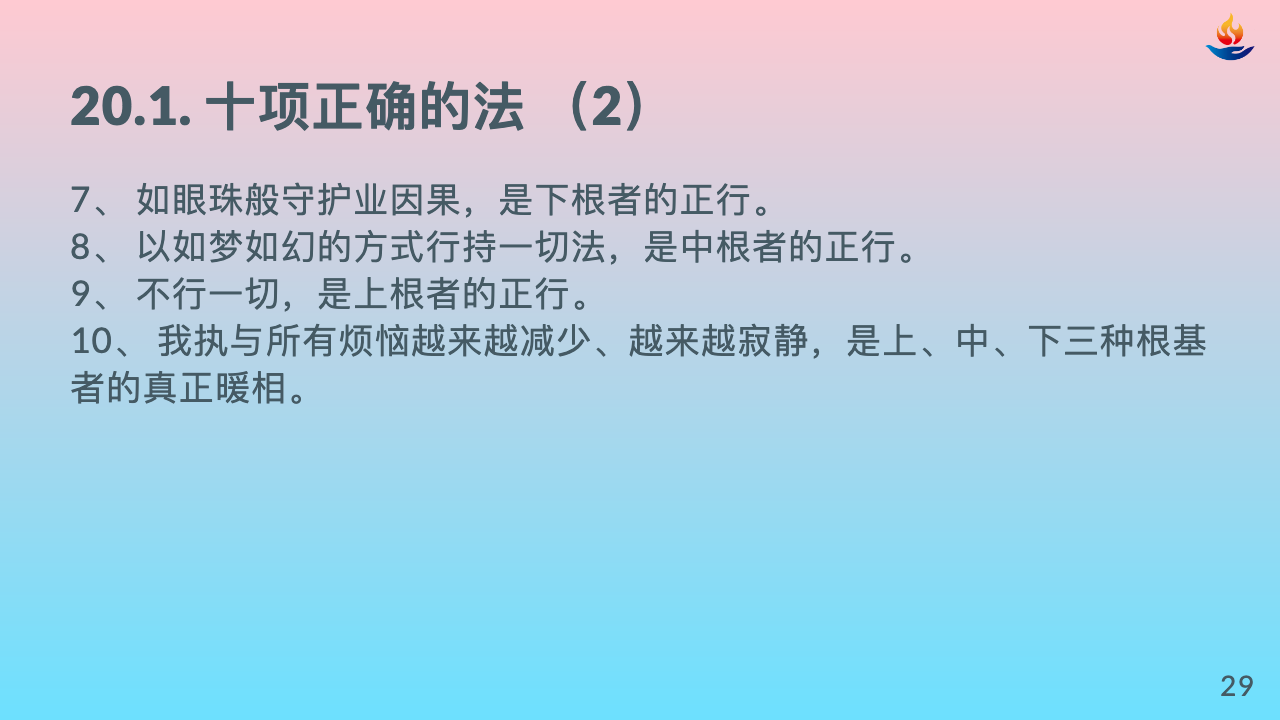 20.1. 十项正确的法 （2）
7、 如眼珠般守护业因果，是下根者的正行。
8、 以如梦如幻的方式行持一切法，是中根者的正行。
9、 不行一切，是上根者的正行。
10、 我执与所有烦恼越来越减少、越来越寂静，是上、中、下三种根基
者的真正暖相。
29